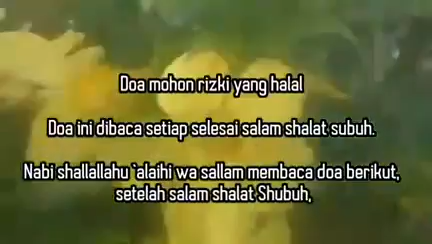 Doa mohon rizki yang halal
Doa ini dibaca setiap selesai salam shalat subuh.
Nabi shallallahu `alaihi wa sallam membaca doa berikut,
setelah salam shalat Shubuh,